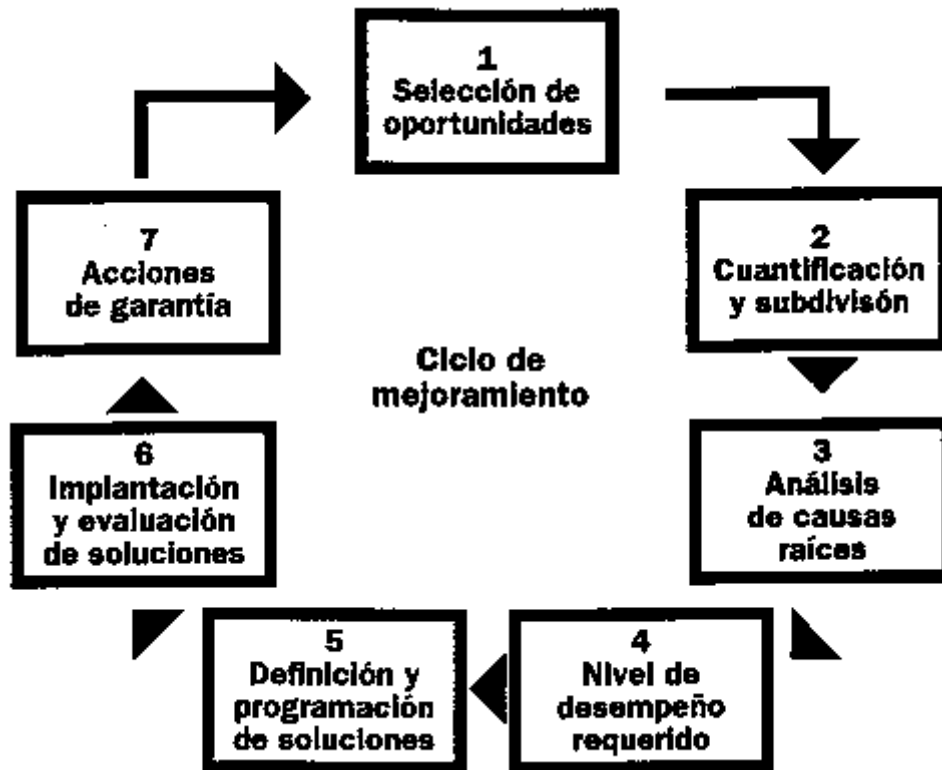 1
Selección de
oportunidades
2
Cuantificación
y subdivisón
3
Análisis
de causas
raíces
4
Nivel de
desempeño
requerido
5
Definición y
programación
de soluciones
6
Implantación
y evaluación
de soluciones
7
Acciones
de garantía
Ciclo de
mejoramiento